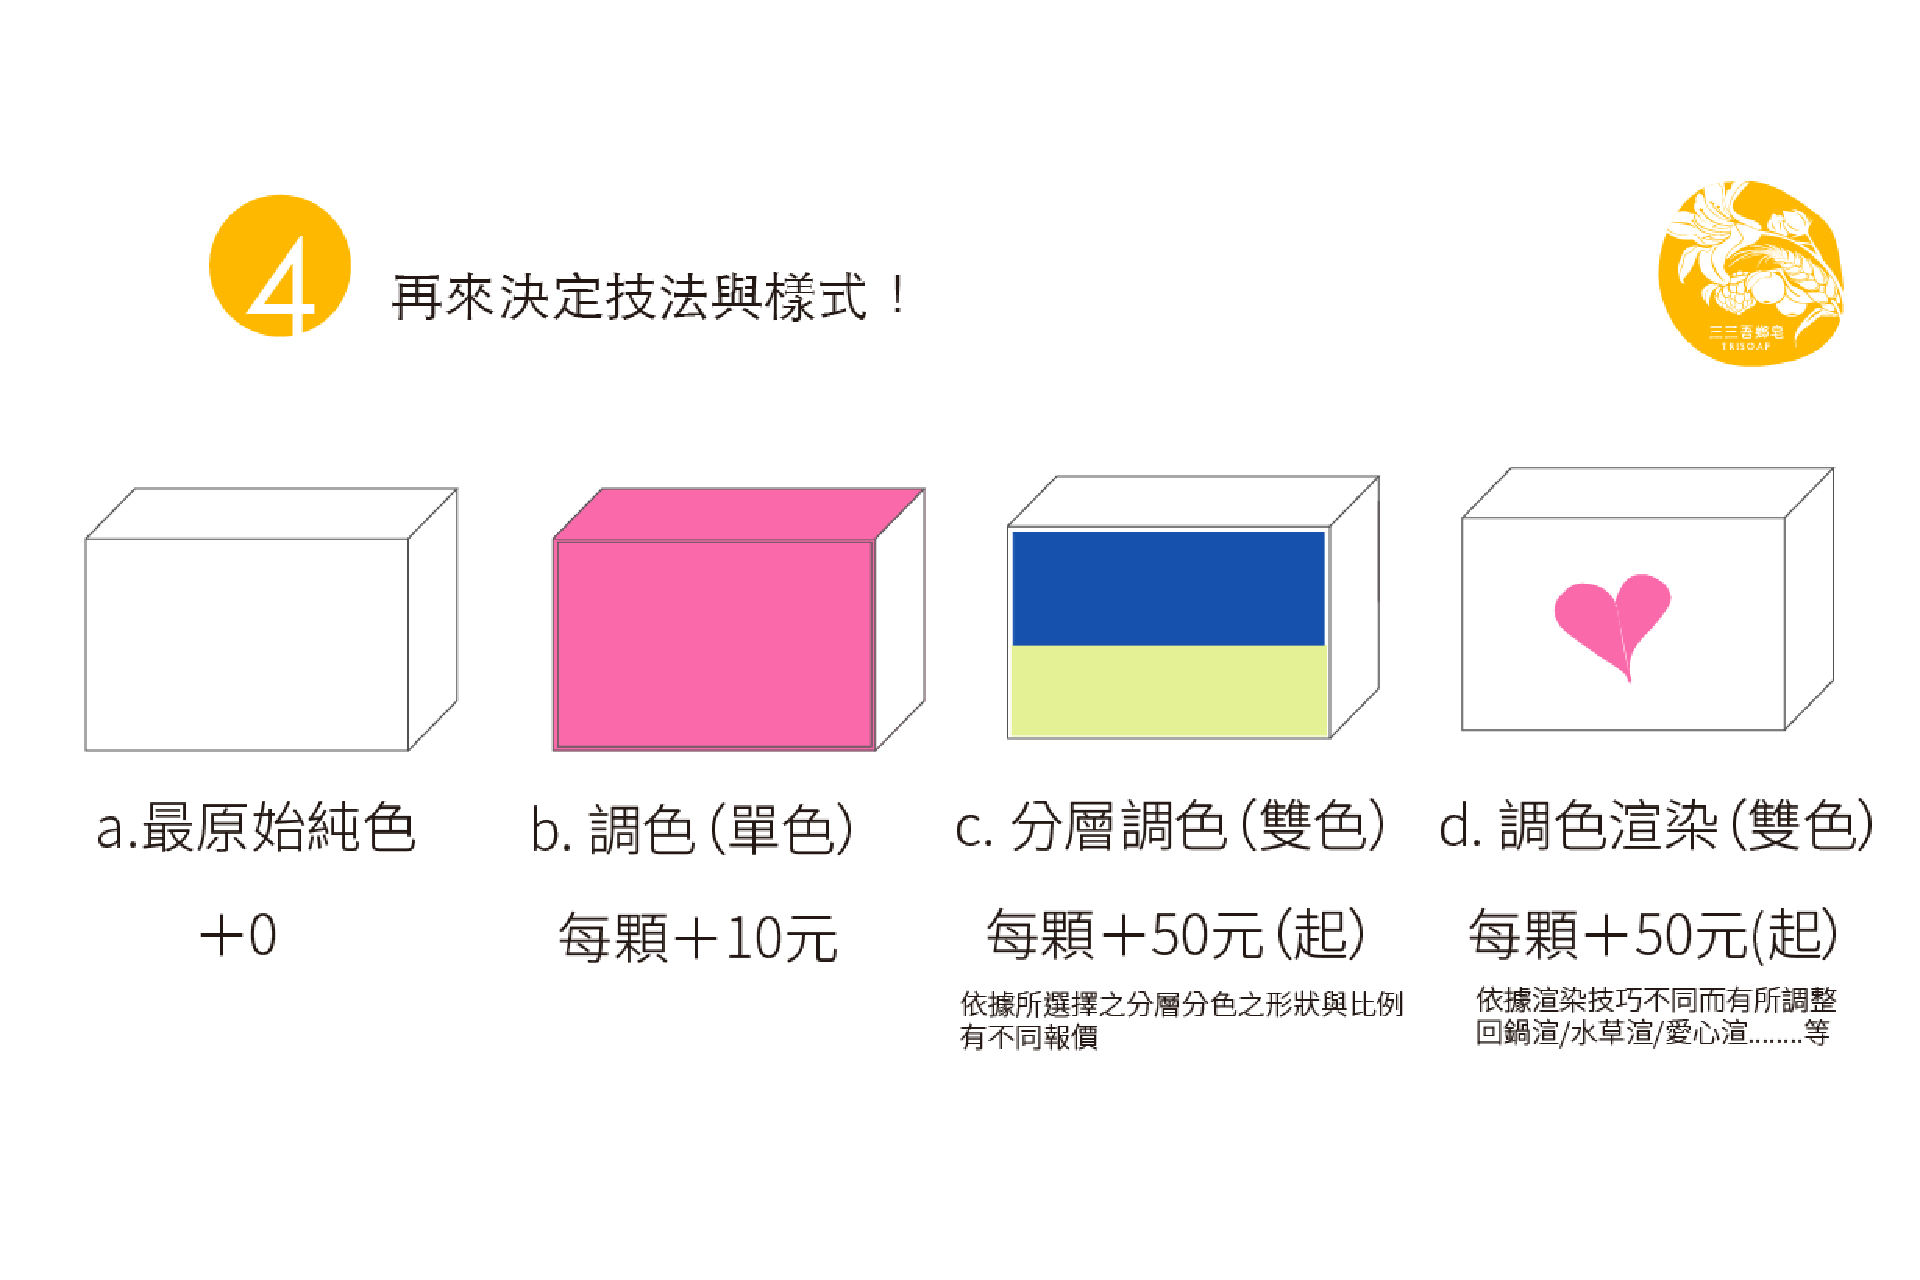 4
再來決定技法與樣式！
三三吾鄉皂
TRISOAP
a.最原始純色
b. 調色(單色)
c. 分層調色(雙色)
d. 調色渲染(雙色)
+0
每顆+10元
每顆+50元(起)
每顆+50元(起)
依據所選擇之分層分色之形狀與比例
有不同報價
依據渲染技巧不同而有所調整
回鍋渲/水草渲/愛心渲........等